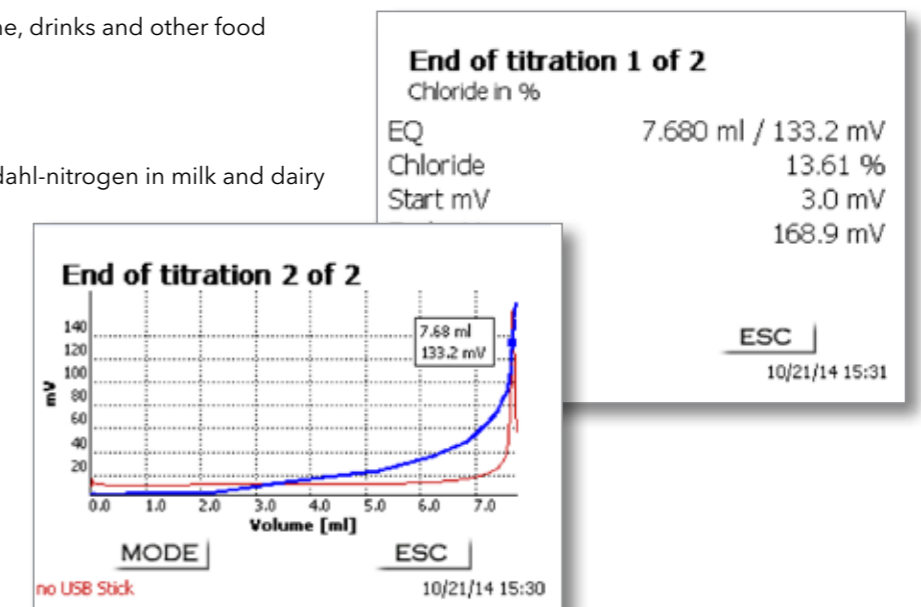 ne, drinks and other food
dahl-nitrogen in milk and dairy
End of titration 1 of 2
Chloride in %
EQ 7.680 ml / 133.2 mV
Chloride 13.61 %
Start mV 3.0 mV
168.9 mV
ESC
10/21/14 15:31
End of titration 2 of 2
mV
140
120
100
80
60
40
20
7.68 ml
133.2 mV
0.0 1.0 2.0 3.0 4.0 5.0 6.0 7.0
Volume [ml]
MODE ESC
no USB Stick 10/21/14 15:30